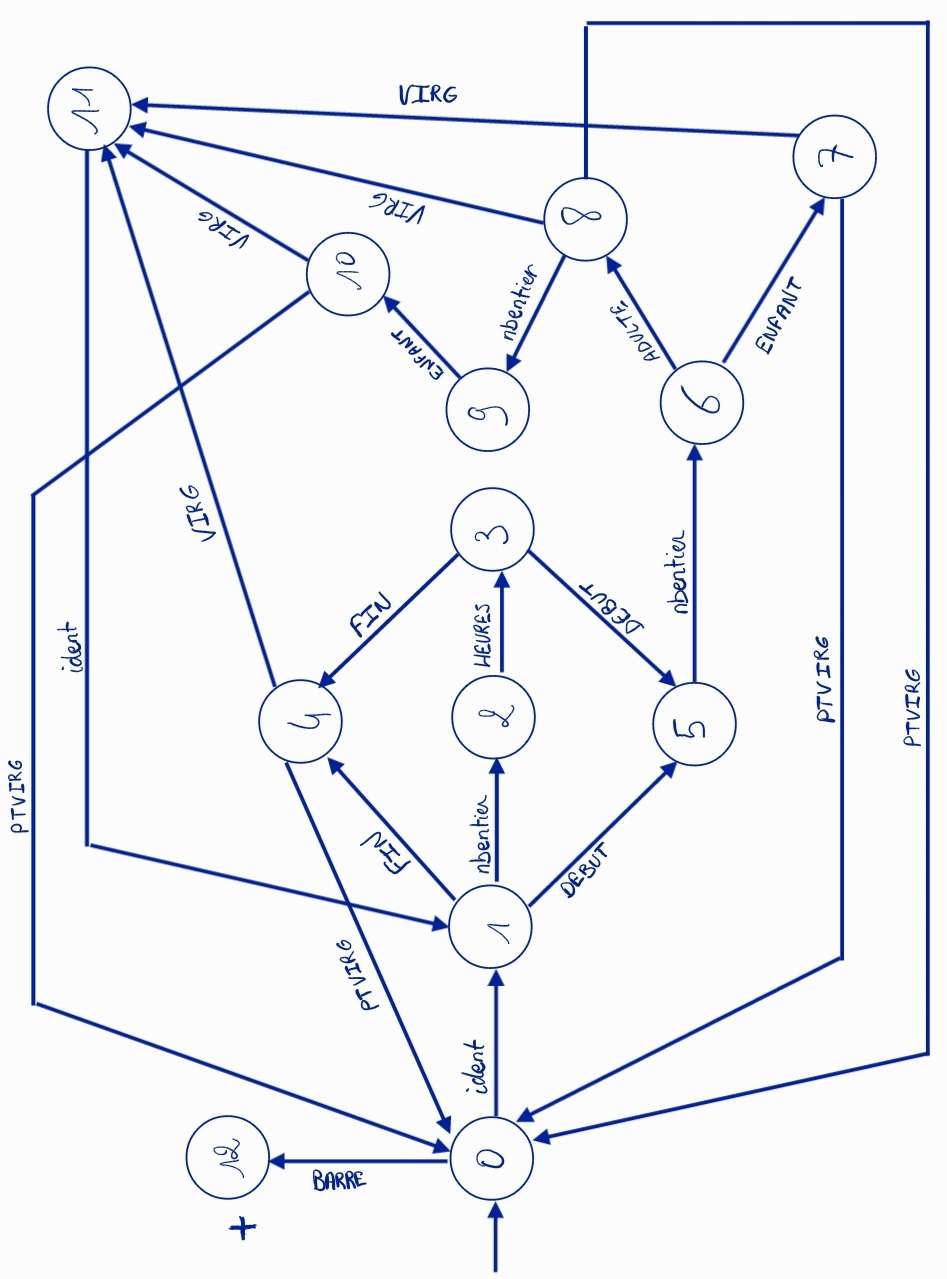 PTVIRG
ident
11
VIRG
12
+
VIRG
BARRE
4
10
PTVIRG
FIN
FIN
VIRG
ENFANT
VIRG
0
ident
1
nbentier
2
HEURES
3
9
nbentier
DEBUT
DEBUT
8
ADULTE
5
nbentier
6
ENFANT
PTVIRG
7
PTVIRG